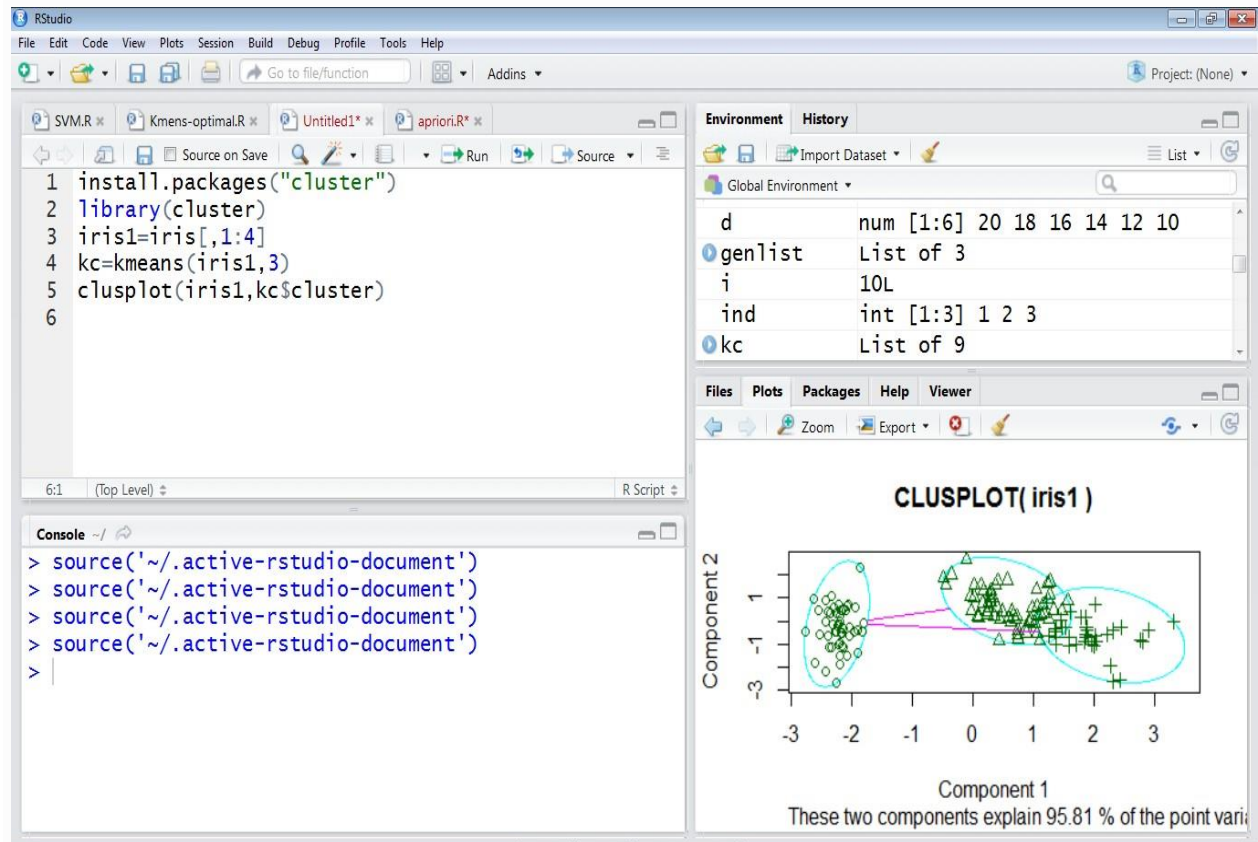 RStudio
File Edit Code View Plots Session Build Debug Profile Tools Help
Go to file/function Addins Project: (None)
SVM.R Kmens-optimal.R Untitled1* apriori.R*
Source on Save Run Source
1 install.packages("cluster")
2 library(cluster)
3 iris1=iris[,1:4]
4 kc=kmeans(iris1,3)
5 clusplot(iris1,kc$cluster)
6
6:1 (Top Level) R Script
Console ~/
> source('~/.active-rstudio-document')
> source('~/.active-rstudio-document')
> source('~/.active-rstudio-document')
> source('~/.active-rstudio-document')
>
Environment History
Import Dataset List
Global Environment
d num [1:6] 20 18 16 14 12 10
genlist List of 3
i 10L
ind int [1:3] 1 2 3
kc List of 9
Files Plots Packages Help Viewer
Zoom Export
CLUSPLOT( iris1 )
Component 2
-3 -1 1
-3 -2 -1 0 1 2 3
Component 1
These two components explain 95.81 % of the point varia